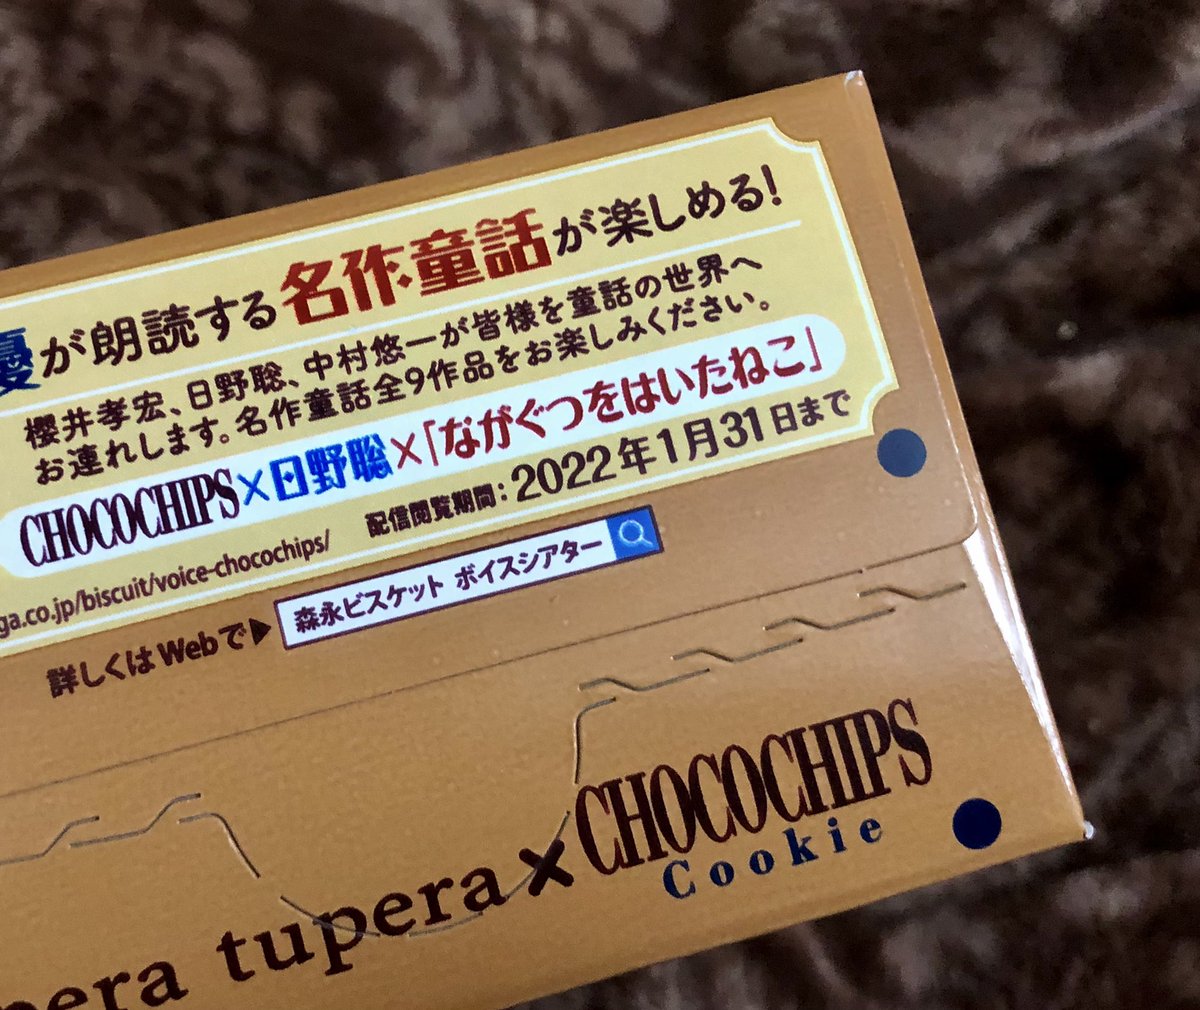 優が朗読する名作童話が楽しめる!
櫻井孝宏、日野聡、中村悠一が皆様を童話の世界へ
お連れします。名作童話全9作品をお楽しみください。
CHOCOCHIPS×日野聡×「ながぐつをはいたねこ」
ga.co.jp/biscuit/voice-chocochips/ 配信閲覧期間:2022年1月31日まで
詳しくはWebで▶ 森永ビスケット ボイスシアター
pera tupera×CHOCOCHIPS
Cookie